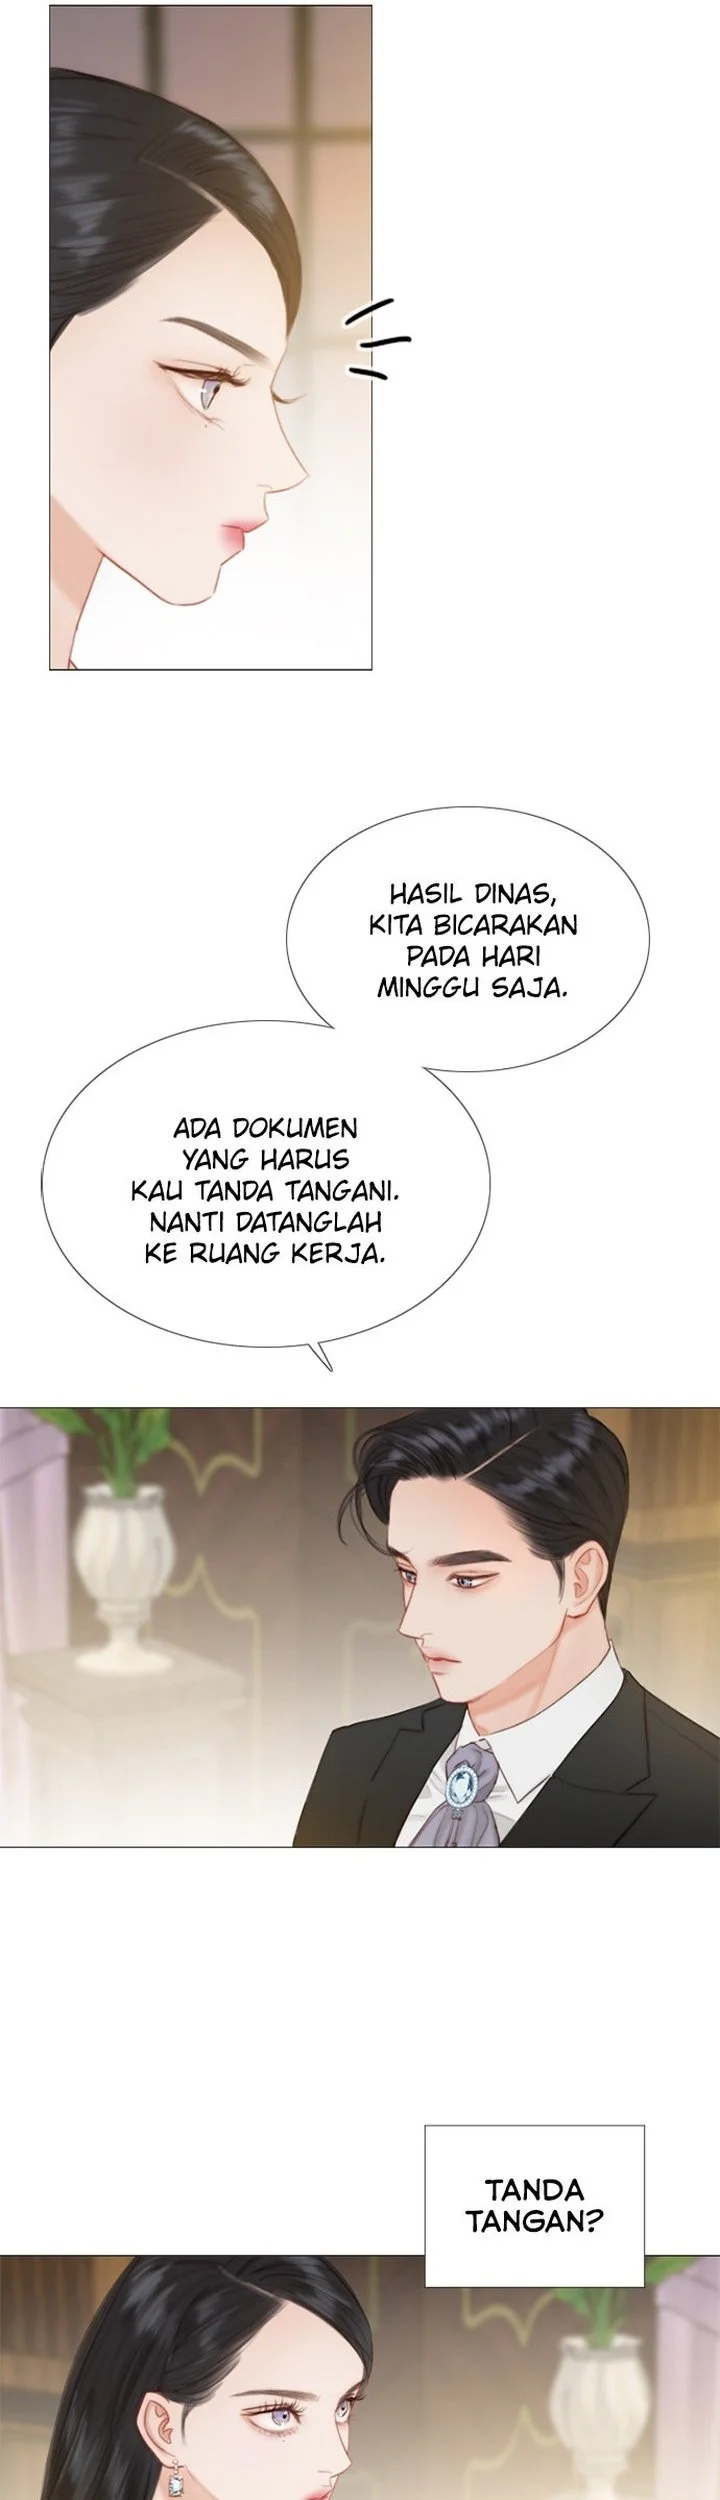 HASIL DINAS,
KITA BICARAKAN
PADA HARI
MINGGU SAJA.
ADA DOKUMEN
YANG HARUS
KAU TANDA TANGANI.
NANTI DATANGLAH
KE RUANG KERJA.
TANDA
TANGAN?